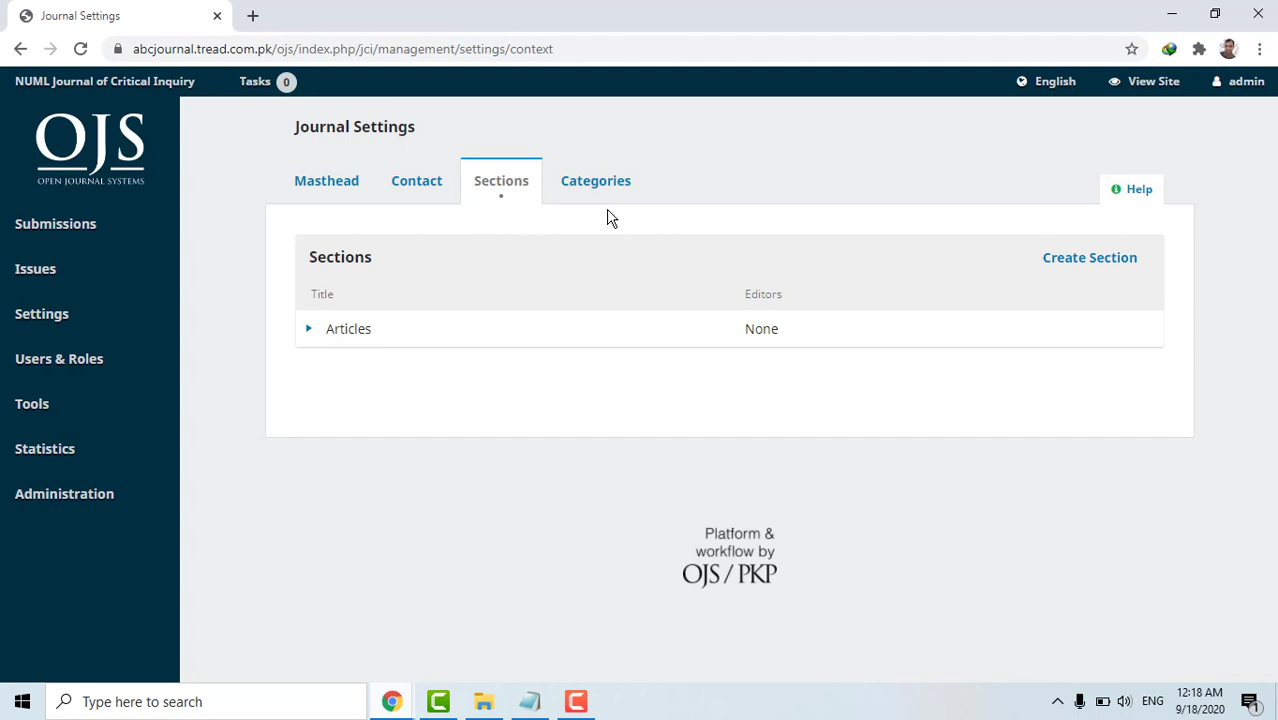 Journal Settings
abcjournal.tread.com.pk/ojs/index.php/jci/management/settings/context
NUML Journal of Critical Inquiry
Tasks 0
English
View Site
admin
OJS
OPEN JOURNAL SYSTEMS
Submissions
Issues
Settings
Users & Roles
Tools
Statistics
Administration
Journal Settings
Masthead
Contact
Sections
Categories
Help
Sections
Create Section
Title
Editors
Articles
None
Platform &
workflow by
OJS / PKP
Type here to search
ENG
12:18 AM
9/18/2020
1